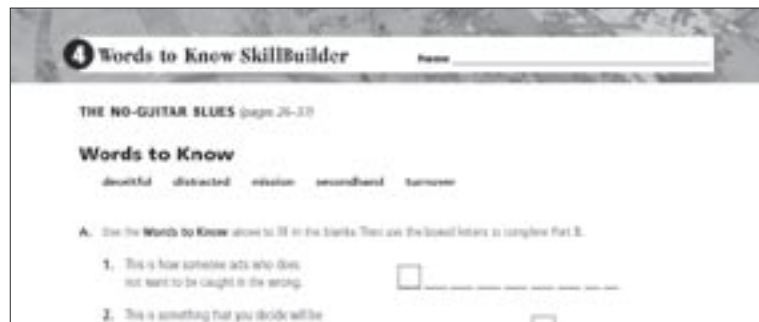 4 Words to Know SkillBuilder Name
THE NO-GUITAR BLUES (pages 26–33)
Words to Know
deceitful distracted mission secondhand turnover
A. Use the Words to Know above to fill in the blanks. Then use the boxed letters to complete Part B.
1. This is how someone acts who does
not want to be caught in the wrong.
2. This is something that you decide will be